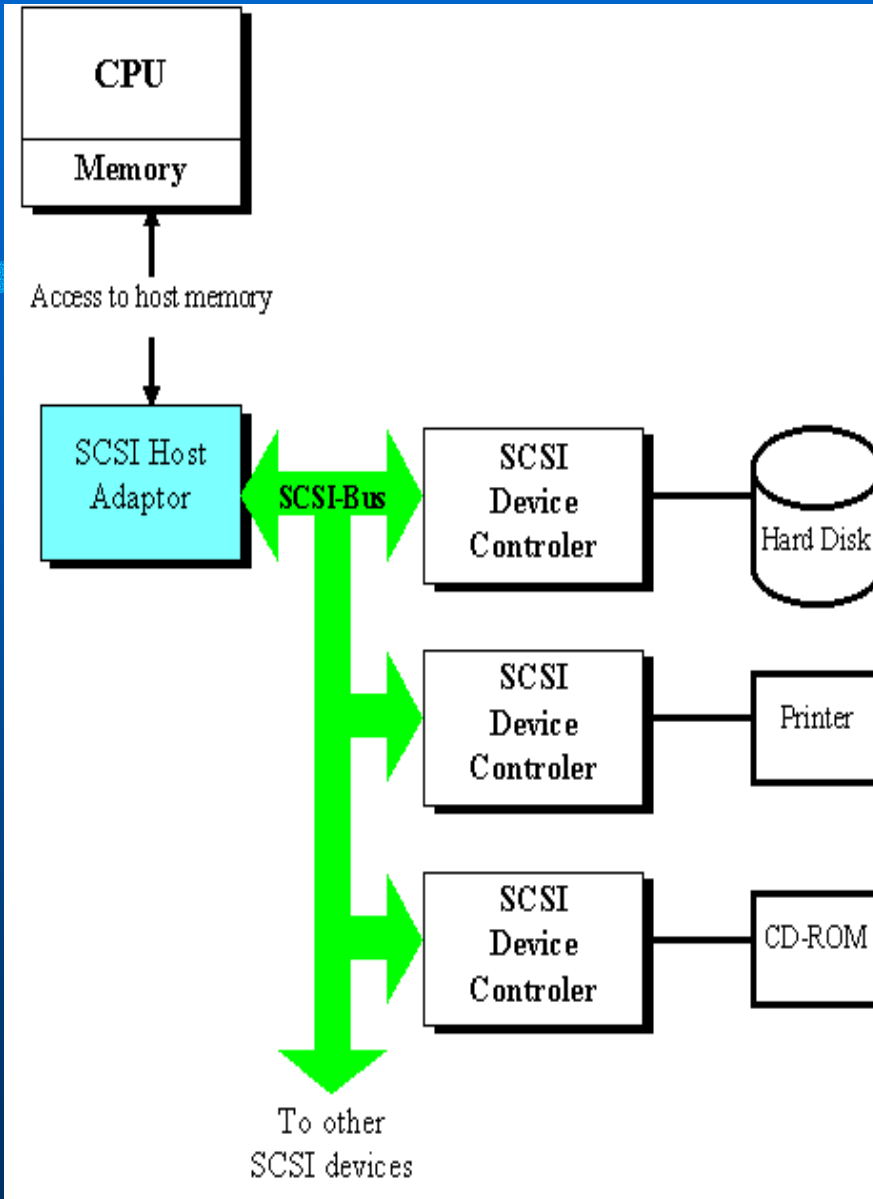 CPU
Memory
Access to host memory
SCSI Host
Adaptor
SCSI-Bus
SCSI
Device
Controler
Hard Disk
SCSI
Device
Controler
Printer
SCSI
Device
Controler
CD-ROM
To other
SCSI devices